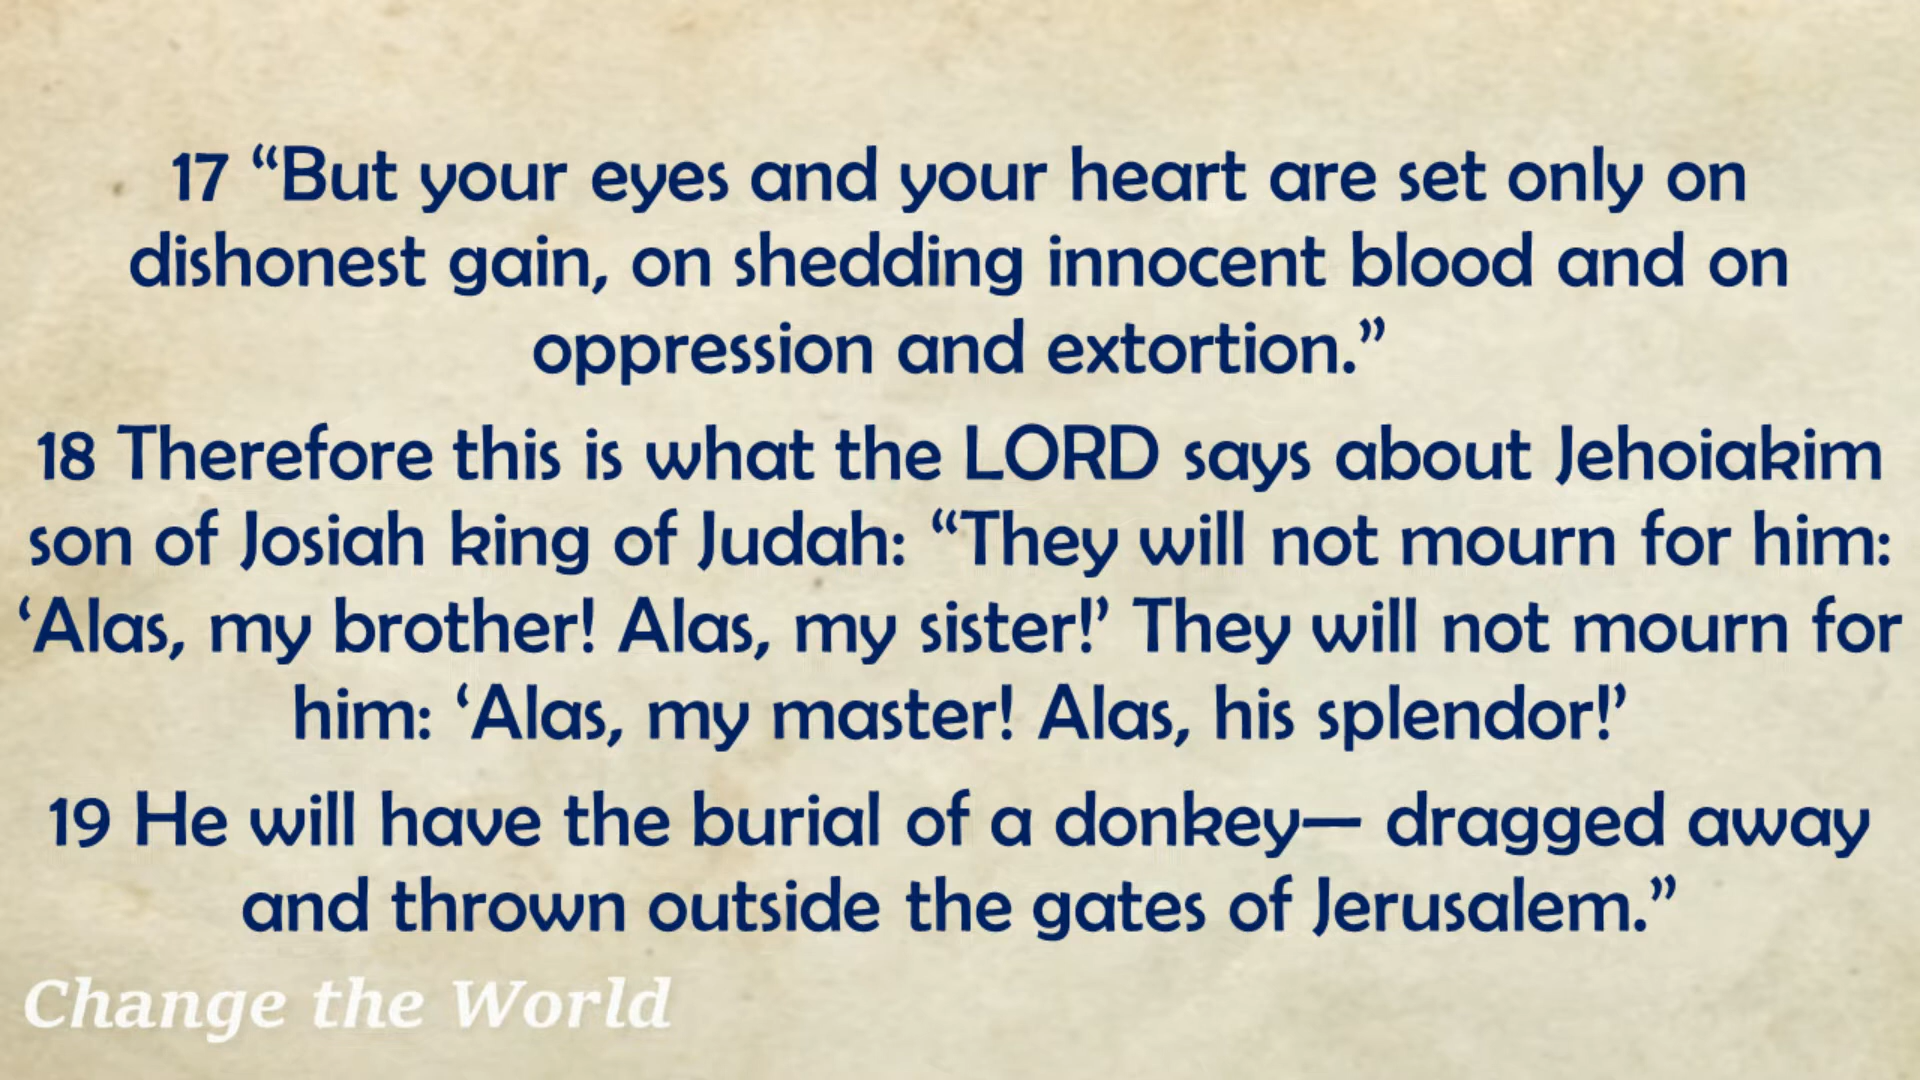 17 “But your eyes and your heart are set only on
dishonest gain, on shedding innocent blood and on
oppression and extortion.”
18 Therefore this is what the LORD says about Jehoiakim
son of Josiah king of Judah: “They will not mourn for him:
‘Alas, my brother! Alas, my sister!’ They will not mourn for
him: ‘Alas, my master! Alas, his splendor!’
19 He will have the burial of a donkey— dragged away
and thrown outside the gates of Jerusalem.”
Change the World